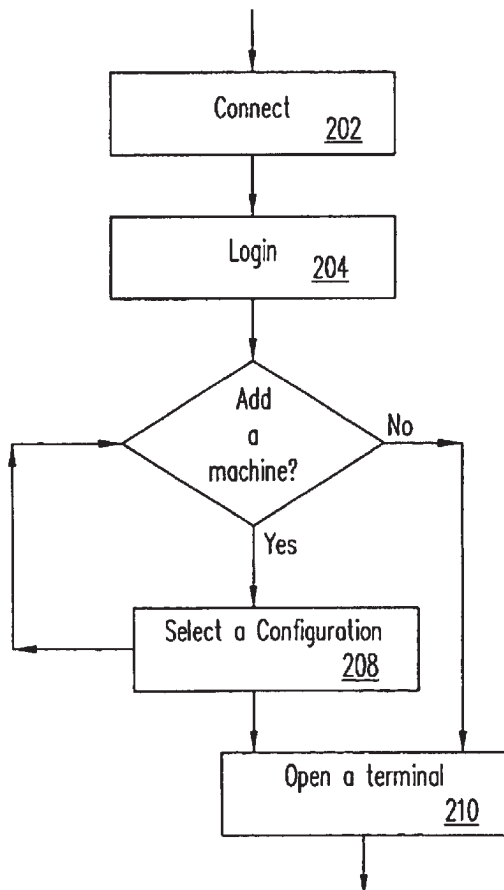 Connect
202
Login
204
Add
a
machine?
No
Yes
Select a Configuration
208
Open a terminal
210